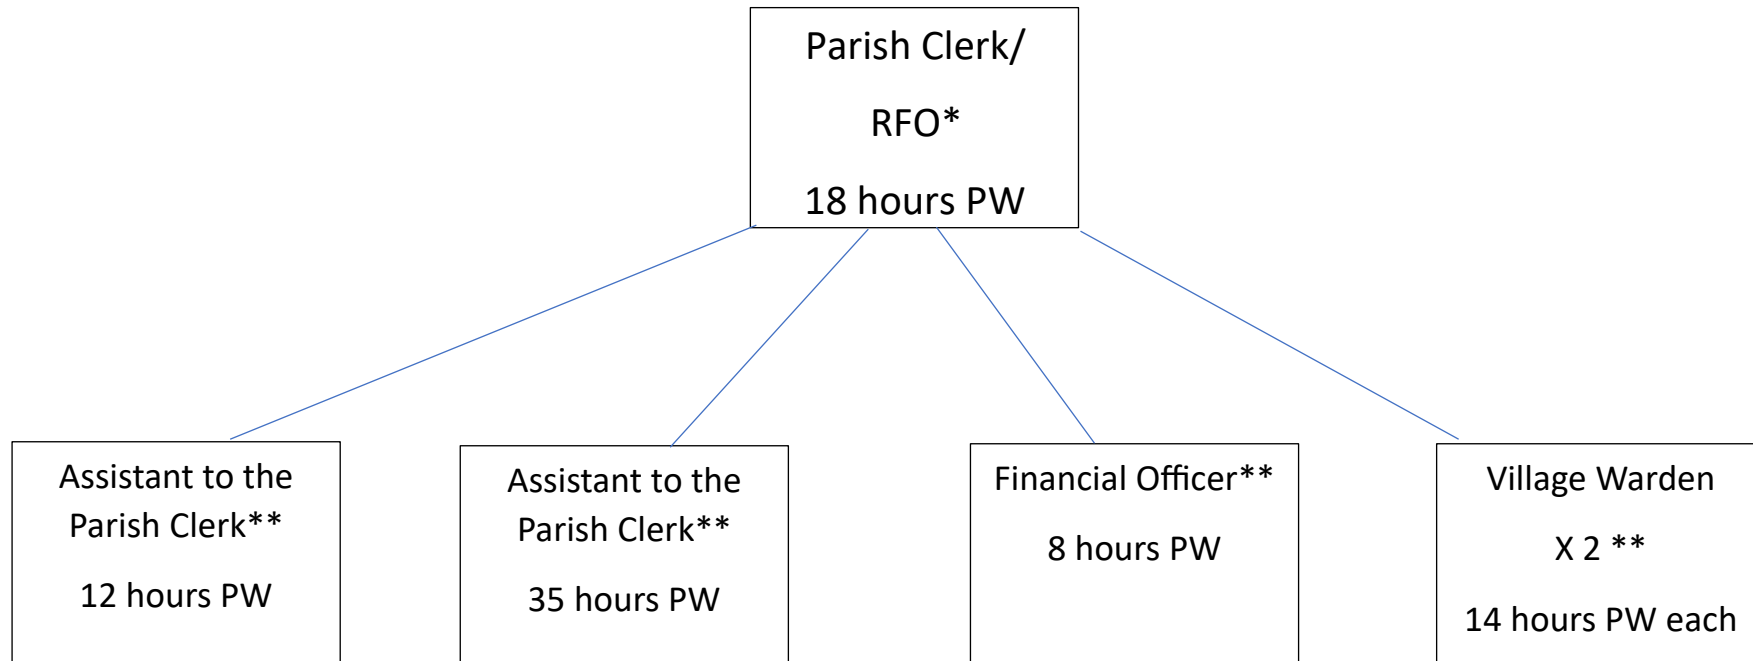 Parish Clerk/
RFO*
18 hours PW
Assistant to the
Parish Clerk**
12 hours PW
Assistant to the
Parish Clerk**
35 hours PW
Financial Officer**
8 hours PW
Village Warden
X 2 **
14 hours PW each